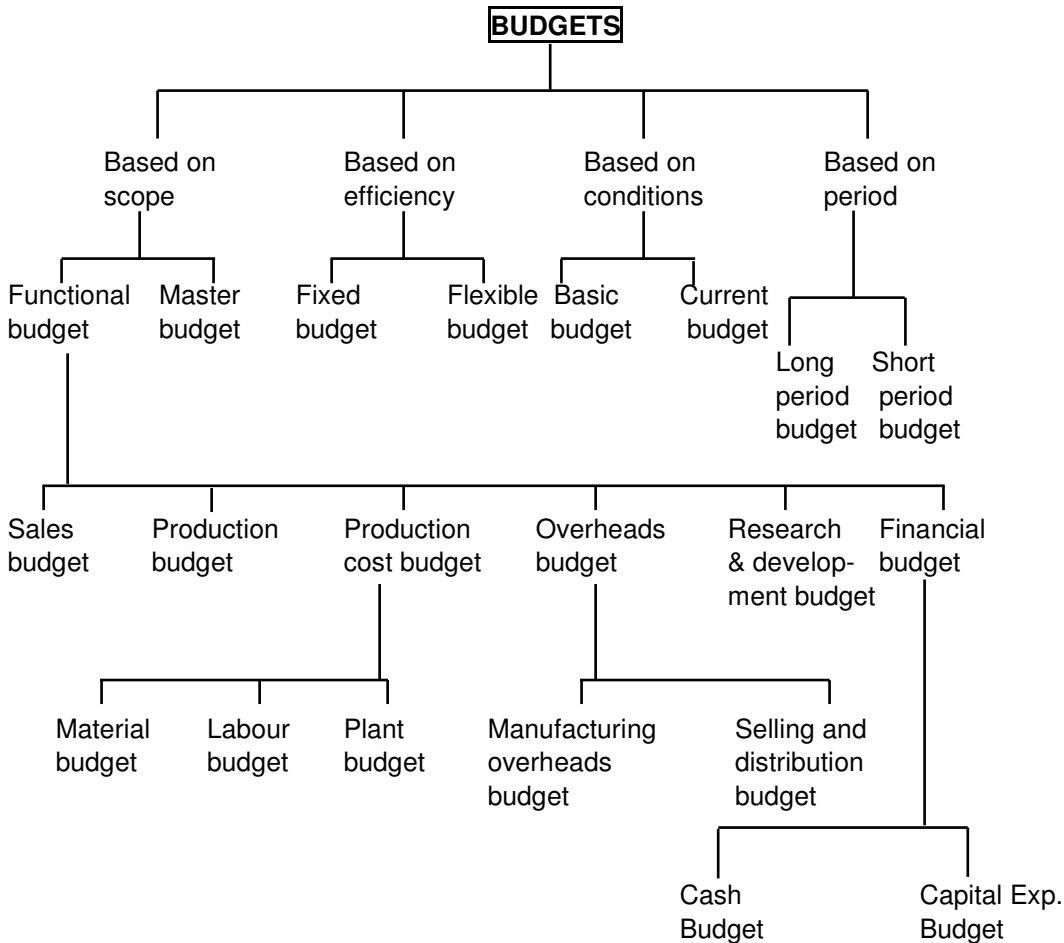 BUDGETS
Based on
scope
Based on
efficiency
Based on
conditions
Based on
period
Functional
budget
Master
budget
Fixed
budget
Flexible
budget
Basic
budget
Current
budget
Long
period
budget
Short
period
budget
Sales
budget
Production
budget
Production
cost budget
Overheads
budget
Research
& develop-
ment budget
Financial
budget
Material
budget
Labour
budget
Plant
budget
Manufacturing
overheads
budget
Selling and
distribution
budget
Cash
Budget
Capital Exp.
Budget